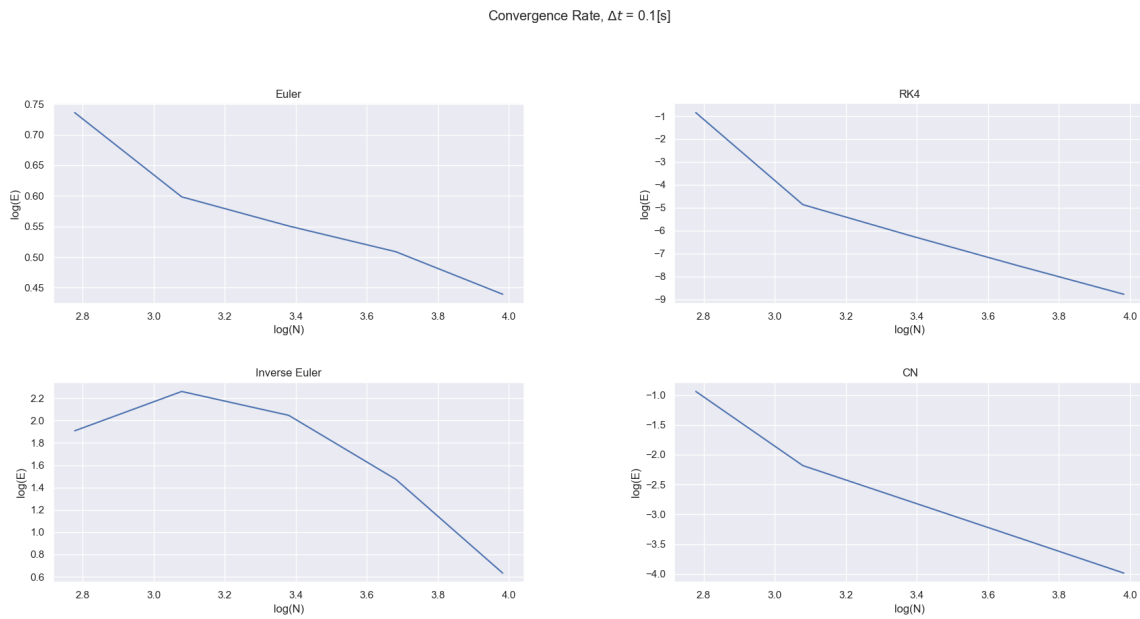 Convergence Rate, Δt = 0.1[s]
Euler
0.75
0.70
0.65
0.60
0.55
0.50
0.45
log(E)
2.8 3.0 3.2 3.4 3.6 3.8 4.0
log(N)
RK4
−1
−2
−3
−4
−5
−6
−7
−8
−9
log(E)
2.8 3.0 3.2 3.4 3.6 3.8 4.0
log(N)
Inverse Euler
2.2
2.0
1.8
1.6
1.4
1.2
1.0
0.8
0.6
log(E)
2.8 3.0 3.2 3.4 3.6 3.8 4.0
log(N)
CN
−1.0
−1.5
−2.0
−2.5
−3.0
−3.5
−4.0
log(E)
2.8 3.0 3.2 3.4 3.6 3.8 4.0
log(N)